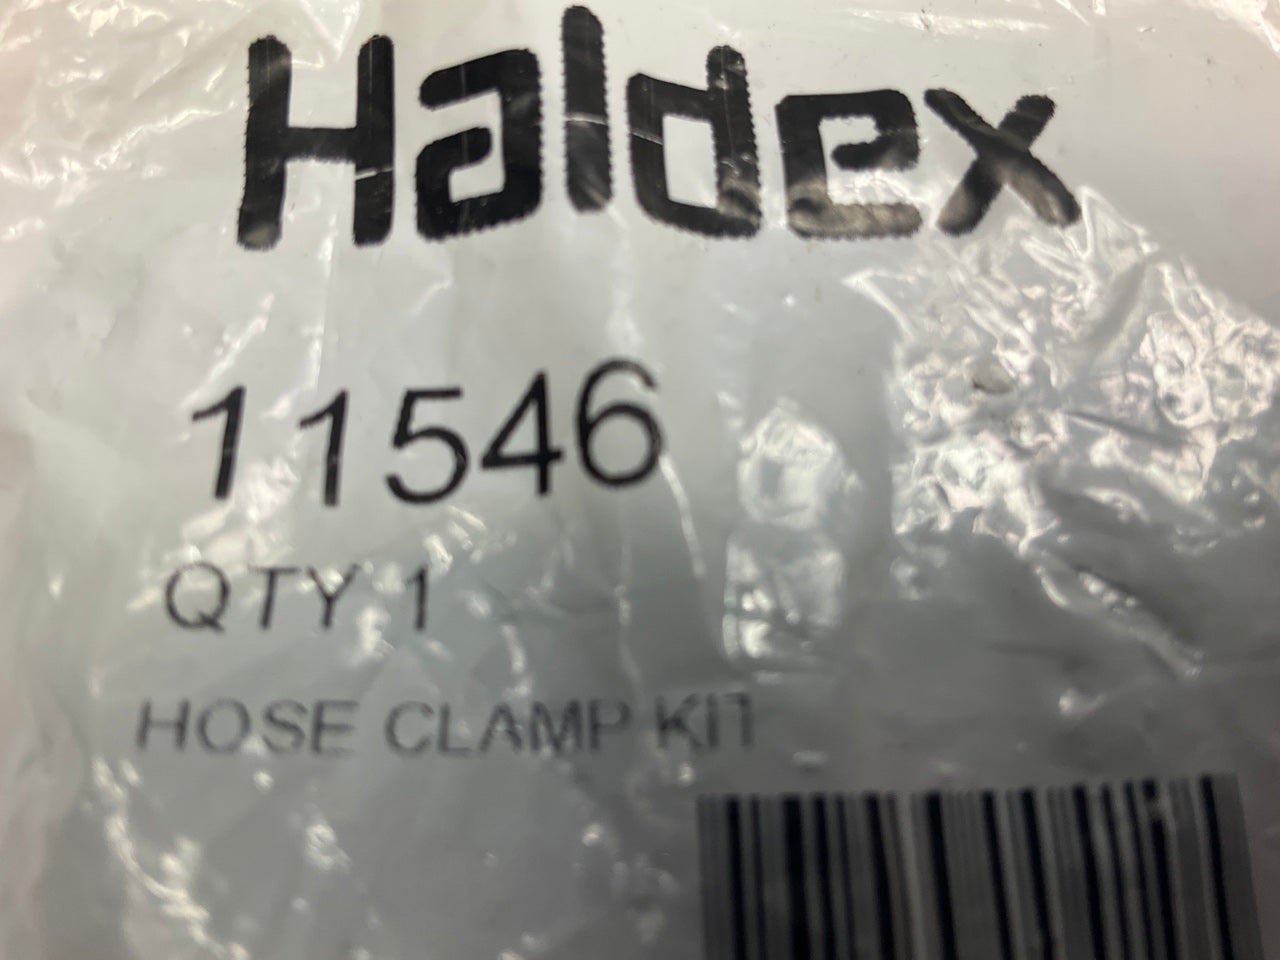 Haldex
11546
QTY 1
HOSE CLAMP KIT